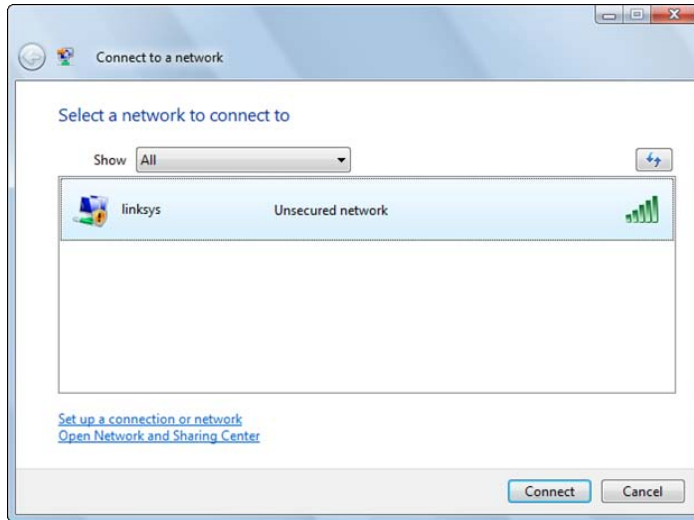 Connect to a network
Select a network to connect to
Show All
linksys Unsecured network
Set up a connection or network
Open Network and Sharing Center
Connect Cancel